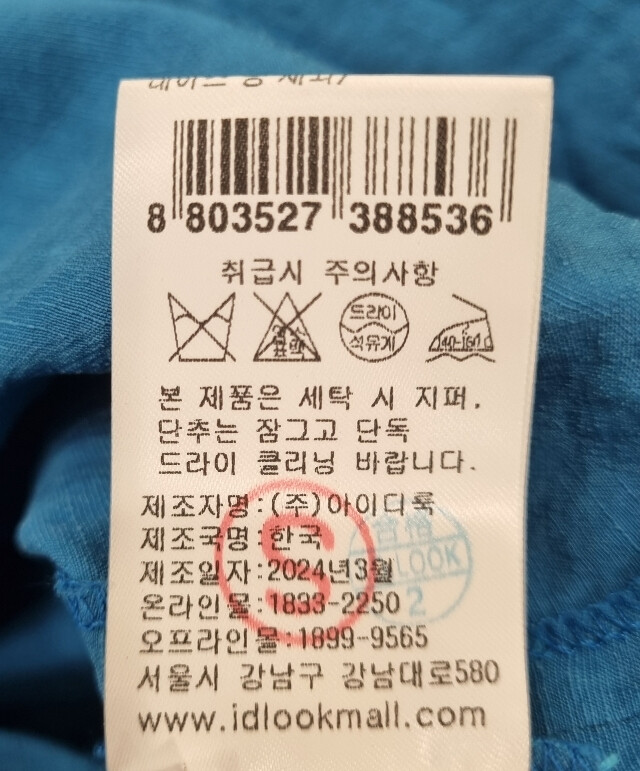 8 803527 388536
취급시 주의사항
드라이
석유계
본 제품은 세탁 시 지퍼,
단추는 잠그고 단독
드라이 클리닝 바랍니다.
제조자명:(주)아이디룩
제조국명:한국
제조일자:2024년3월
온라인몰:1833-2250
오프라인몰:1899-9565
서울시 강남구 강남대로580
www.idlookmall.com
S
LOOK
2